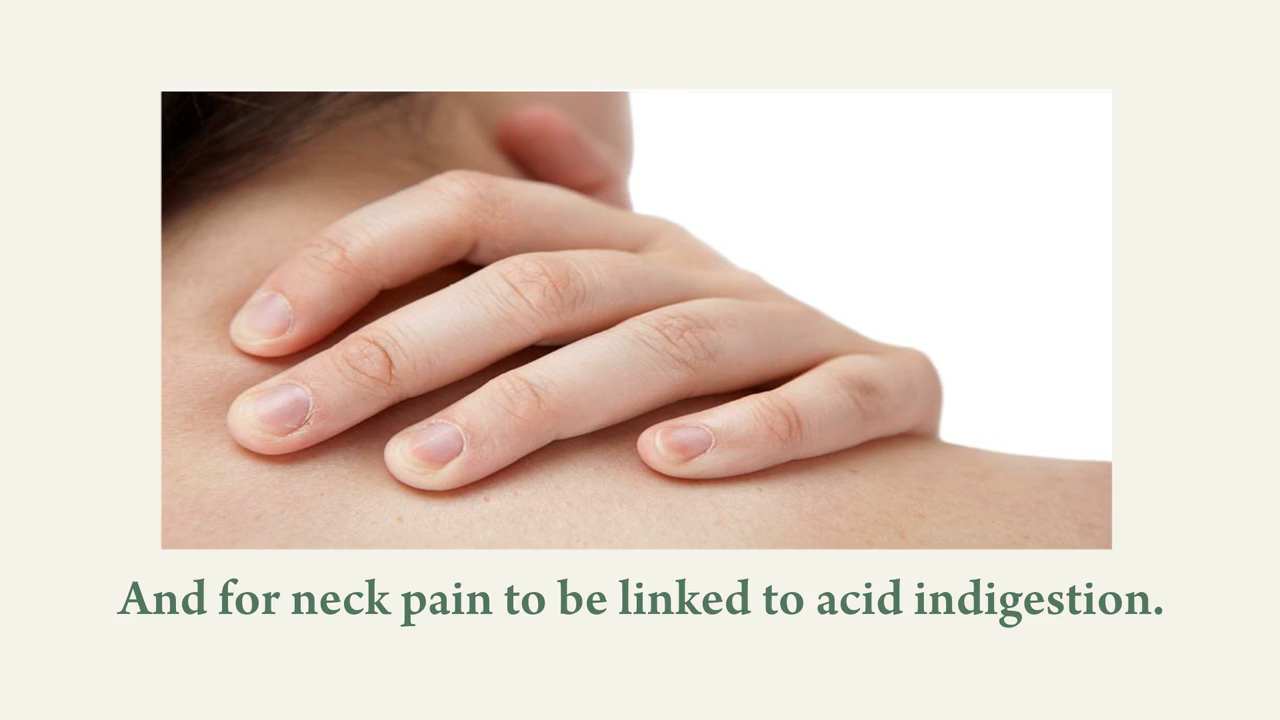 And for neck pain to be linked to acid indigestion.